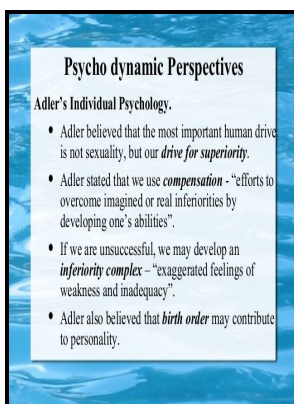 Psycho dynamic Perspectives
Adler's Individual Psychology.
• Adler believed that the most important human drive
is not sexuality, but our drive for superiority.
• Adler stated that we use compensation - “efforts to
overcome imagined or real inferiorities by
developing one's abilities”.
• If we are unsuccessful, we may develop an
inferiority complex – “exaggerated feelings of
weakness and inadequacy”.
• Adler also believed that birth order may contribute
to personality.